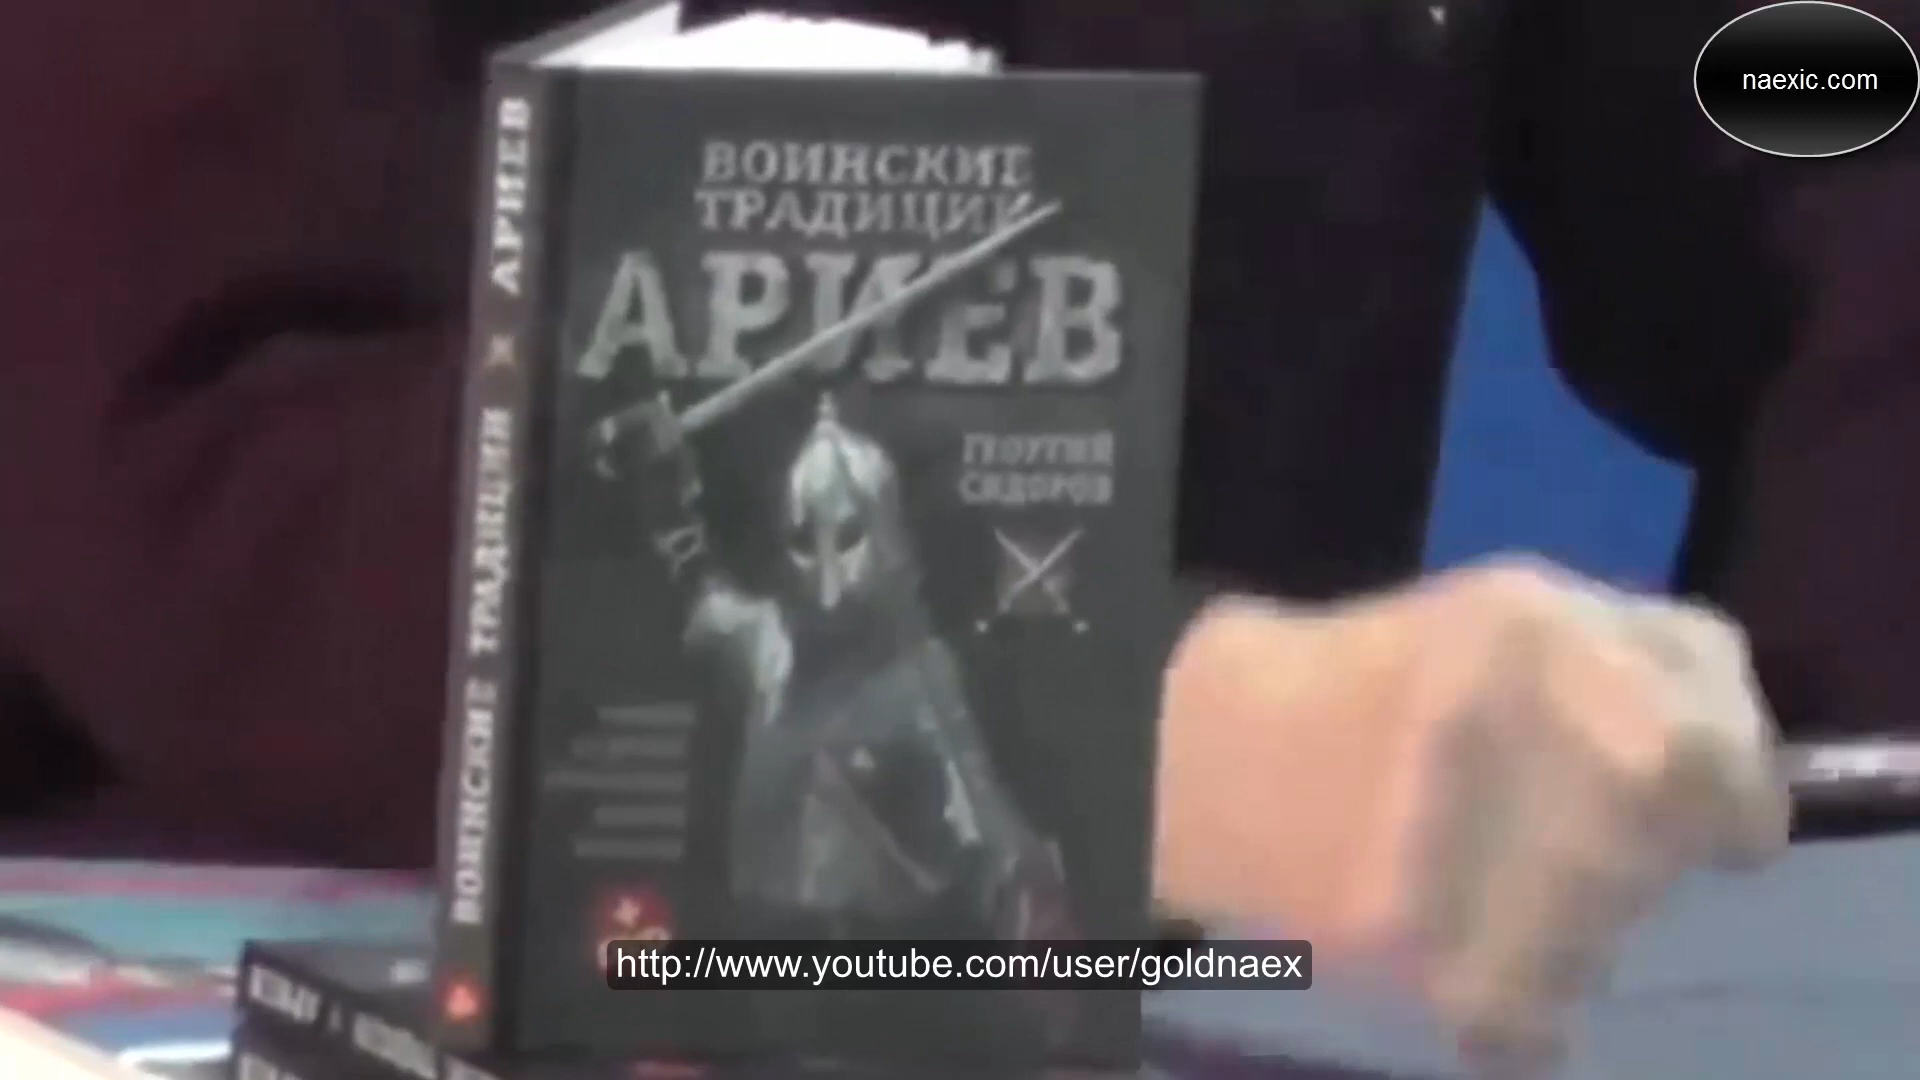 naexic.com
ВОИНСКИЕ
ТРАДИЦИИ
АРИЕВ
ГЕОРГИЙ
СИДОРОВ
ВОИНСКИЕ ТРАДИЦИИ АРИЕВ
http://www.youtube.com/user/goldnaex